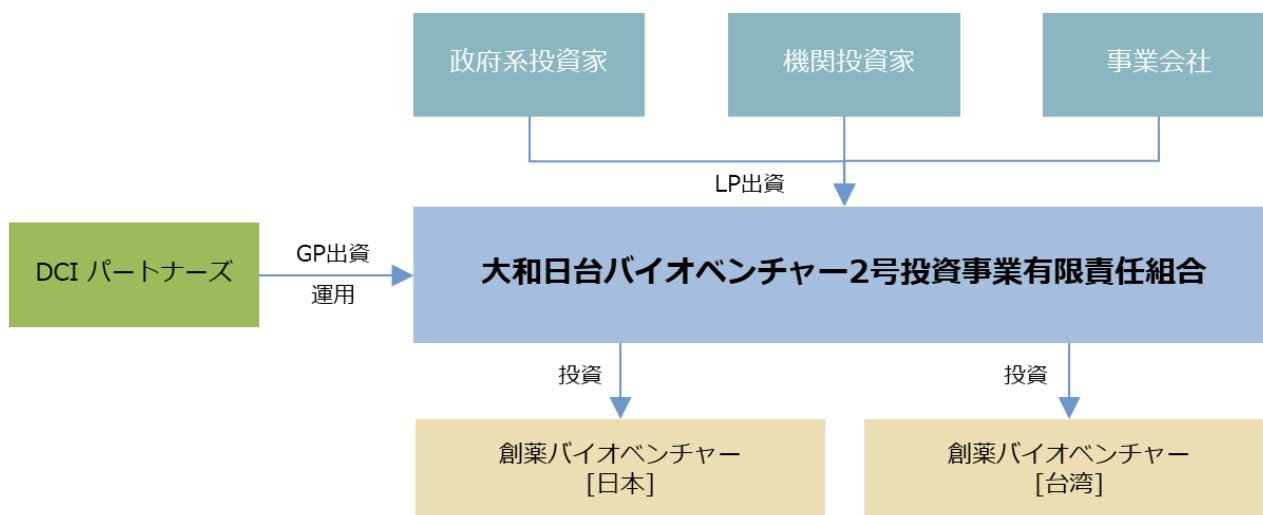 政府系投資家
機関投資家
事業会社
LP出資
DCI パートナーズ
GP出資
運用
大和日台バイオベンチャー2号投資事業有限責任組合
投資
投資
創薬バイオベンチャー
[日本]
創薬バイオベンチャー
[台湾]